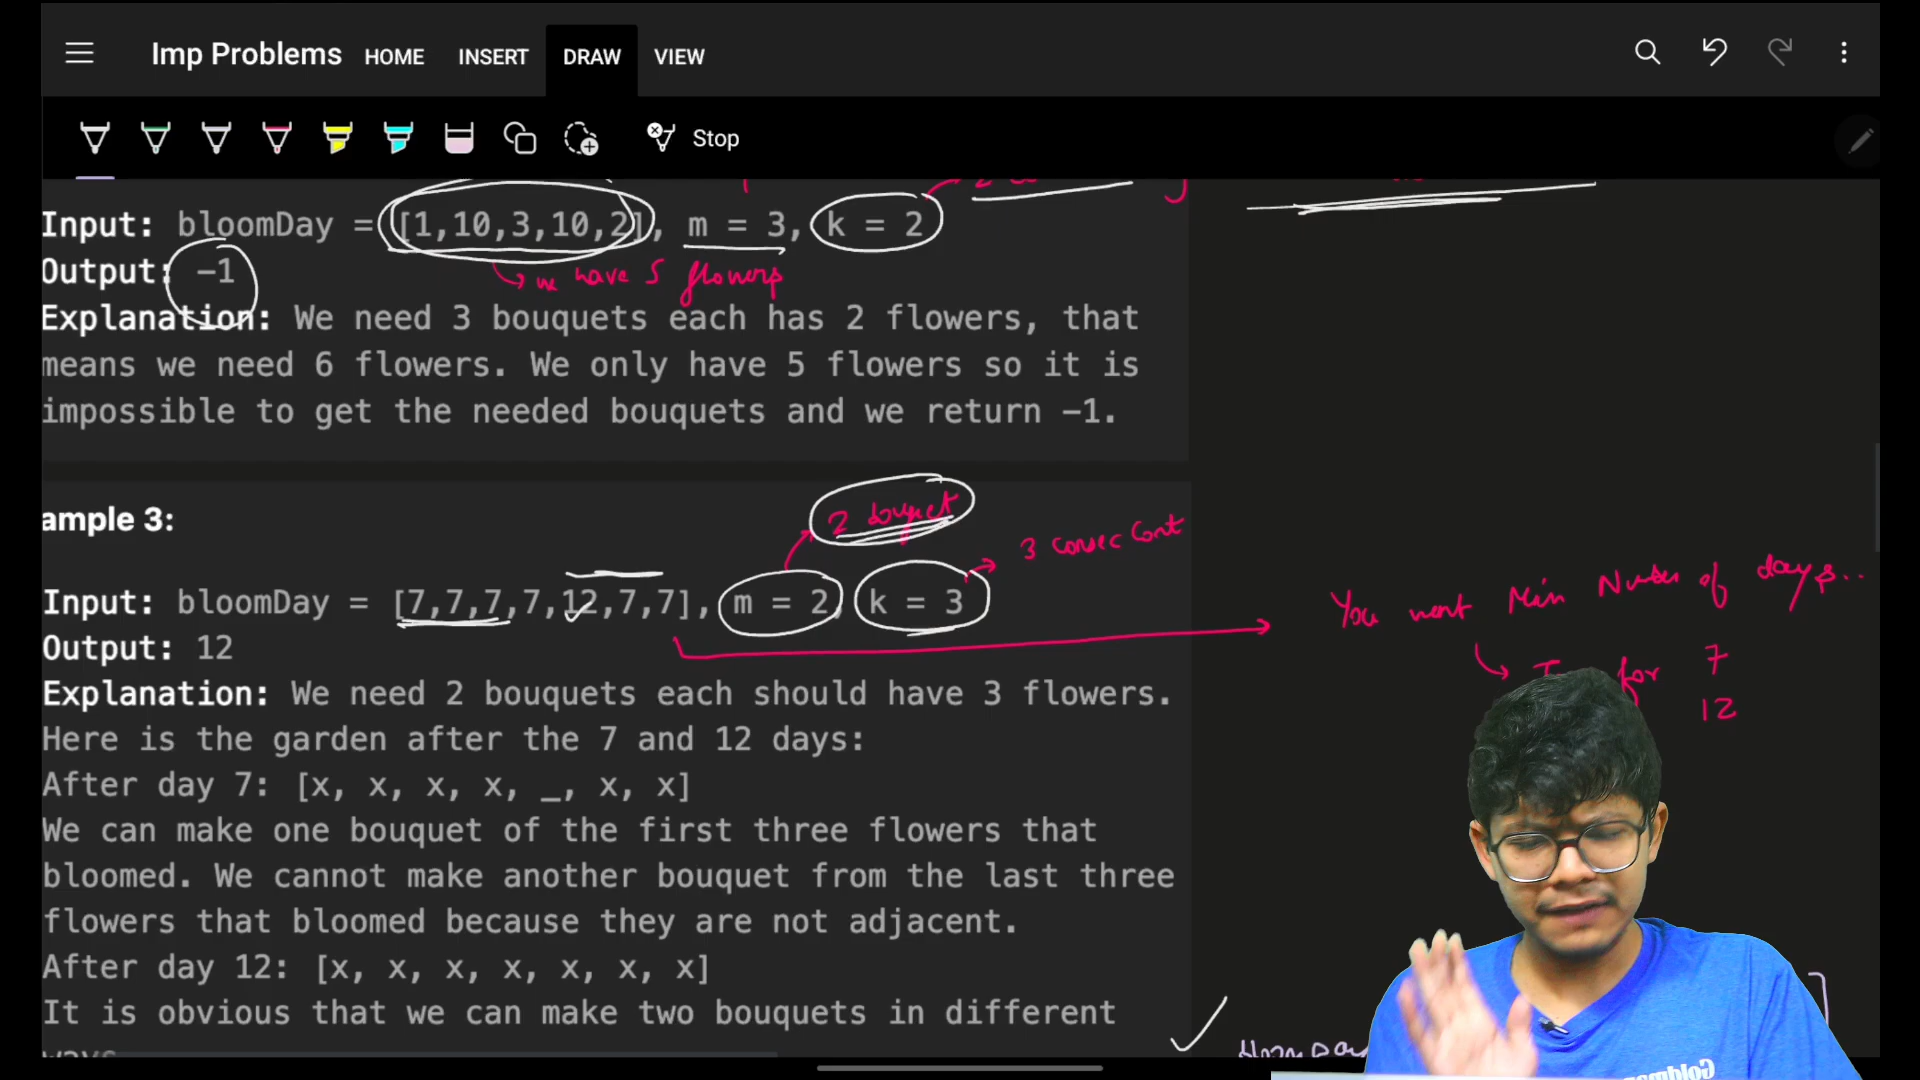 Imp Problems HOME INSERT DRAW VIEW
Stop
Input: bloomDay = [1,10,3,10,2], m = 3, k = 2
Output: -1
we have 5 flowers
Explanation: We need 3 bouquets each has 2 flowers, that
means we need 6 flowers. We only have 5 flowers so it is
impossible to get the needed bouquets and we return -1.
ample 3:
2 bouquet
3 consec Cont
Input: bloomDay = [7,7,7,7,12,7,7], m = 2, k = 3
You want Min Number of days..
Output: 12
for 7
12
Explanation: We need 2 bouquets each should have 3 flowers.
Here is the garden after the 7 and 12 days:
After day 7: [x, x, x, x, _, x, x]
We can make one bouquet of the first three flowers that
bloomed. We cannot make another bouquet from the last three
flowers that bloomed because they are not adjacent.
After day 12: [x, x, x, x, x, x, x]
It is obvious that we can make two bouquets in different
ways